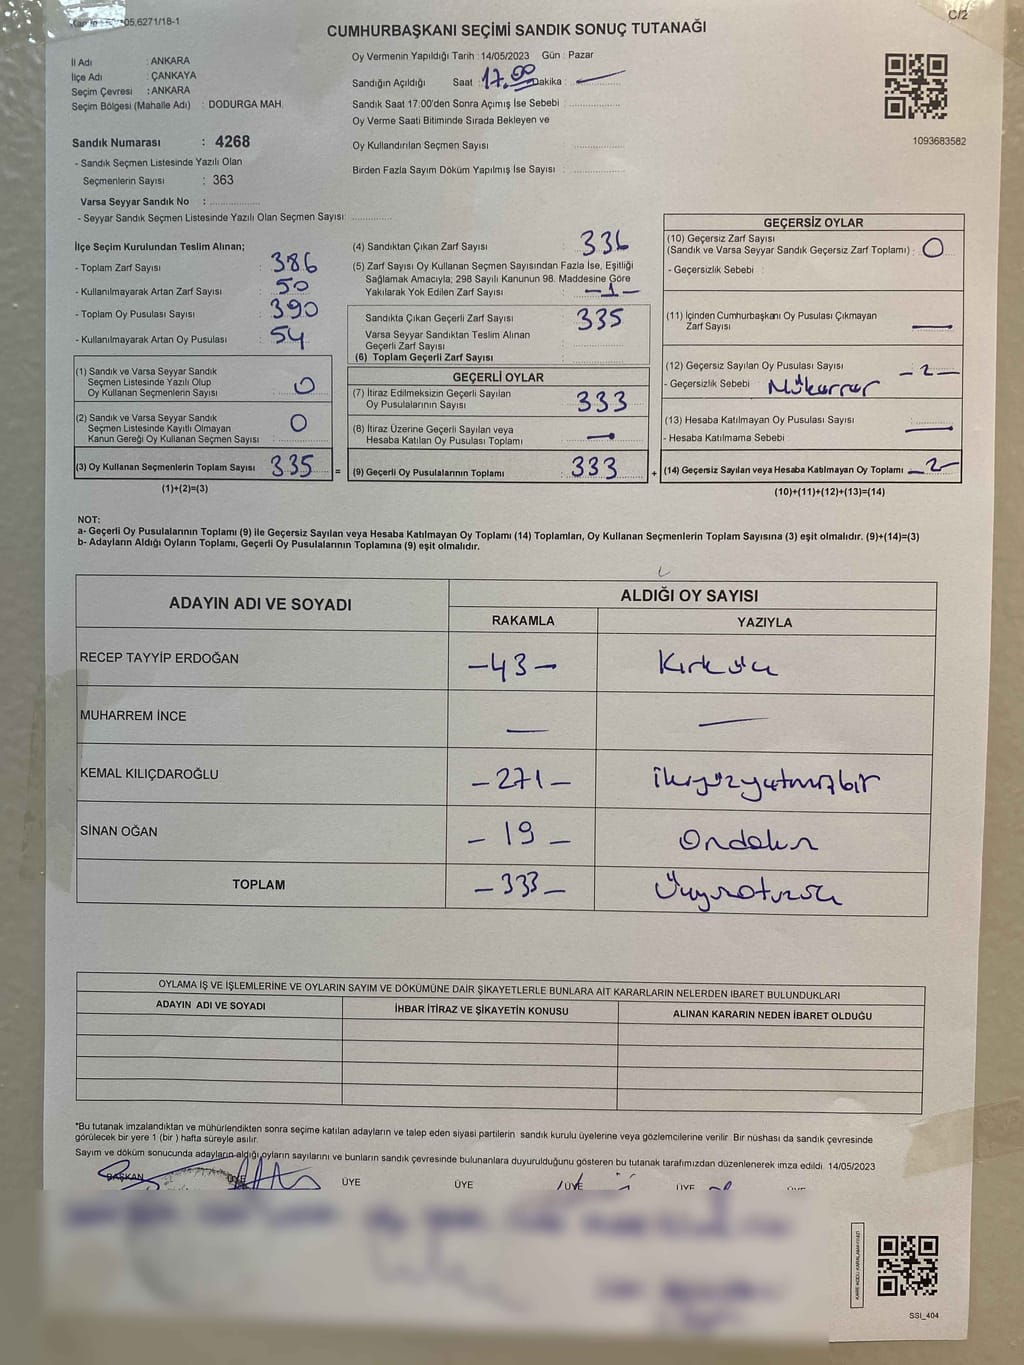 05.6271/18-1
C/2
CUMHURBAŞKANI SEÇİMİ SANDIK SONUÇ TUTANAĞI
İl Adı : ANKARA
İlçe Adı : ÇANKAYA
Seçim Çevresi : ANKARA
Seçim Bölgesi (Mahalle Adı) : DODURGA MAH.
Sandık Numarası : 4268
- Sandık Seçmen Listesinde Yazılı Olan
Seçmenlerin Sayısı : 363
Varsa Seyyar Sandık No : ..............
- Seyyar Sandık Seçmen Listesinde Yazılı Olan Seçmen Sayısı: ............
Oy Vermenin Yapıldığı Tarih : 14/05/2023 Gün : Pazar
Sandığın Açıldığı Saat : 17.00 Dakika : —
Sandık Saat 17:00'den Sonra Açımış İse Sebebi : ..............
Oy Verme Saati Bitiminde Sırada Bekleyen ve
Oy Kullandırılan Seçmen Sayısı ..............
Birden Fazla Sayım Döküm Yapılmış İse Sayısı : ..............
1093683582
İlçe Seçim Kurulundan Teslim Alınan;
- Toplam Zarf Sayısı : 386
- Kullanılmayarak Artan Zarf Sayısı : 50
- Toplam Oy Pusulası Sayısı : 390
- Kullanılmayarak Artan Oy Pusulası : 54
(1) Sandık ve Varsa Seyyar Sandık
Seçmen Listesinde Yazılı Olup
Oy Kullanan Seçmenlerin Sayısı : 0
(2) Sandık ve Varsa Seyyar Sandık
Seçmen Listesinde Kayıtlı Olmayan
Kanun Gereği Oy Kullanan Seçmen Sayısı : 0
(3) Oy Kullanan Seçmenlerin Toplam Sayısı : 335
(1)+(2)=(3)
=
(4) Sandıktan Çıkan Zarf Sayısı : 336
(5) Zarf Sayısı Oy Kullanan Seçmen Sayısından Fazla İse, Eşitliği
Sağlamak Amacıyla; 298 Sayılı Kanunun 98. Maddesine Göre
Yakılarak Yok Edilen Zarf Sayısı : -1-
Sandıkta Çıkan Geçerli Zarf Sayısı : 335
Varsa Seyyar Sandıktan Teslim Alınan
Geçerli Zarf Sayısı
(6) Toplam Geçerli Zarf Sayısı
GEÇERLİ OYLAR
(7) İtiraz Edilmeksizin Geçerli Sayılan
Oy Pusulalarının Sayısı : 333
(8) İtiraz Üzerine Geçerli Sayılan veya
Hesaba Katılan Oy Pusulası Toplamı : —
(9) Geçerli Oy Pusulalarının Toplamı : 333
+
GEÇERSİZ OYLAR
(10) Geçersiz Zarf Sayısı
(Sandık ve Varsa Seyyar Sandık Geçersiz Zarf Toplamı) : 0
- Geçersizlik Sebebi :
(11) İçinden Cumhurbaşkanı Oy Pusulası Çıkmayan
Zarf Sayısı —
(12) Geçersiz Sayılan Oy Pusulası Sayısı : -2-
- Geçersizlik Sebebi : Mükerrer
(13) Hesaba Katılmayan Oy Pusulası Sayısı : —
- Hesaba Katılmama Sebebi :
(14) Geçersiz Sayılan veya Hesaba Katılmayan Oy Toplamı : -2-
(10)+(11)+(12)+(13)=(14)
NOT:
a- Geçerli Oy Pusulalarının Toplamı (9) ile Geçersiz Sayılan veya Hesaba Katılmayan Oy Toplamı (14) Toplamları, Oy Kullanan Seçmenlerin Toplam Sayısına (3) eşit olmalıdır. (9)+(14)=(3)
b- Adayların Aldığı Oyların Toplamı, Geçerli Oy Pusulalarının Toplamına (9) eşit olmalıdır.
ADAYIN ADI VE SOYADI
ALDIĞI OY SAYISI
RAKAMLA YAZIYLA
RECEP TAYYİP ERDOĞAN -43- Kırküç
MUHARREM İNCE — —
KEMAL KILIÇDAROĞLU -271- İkiyüzyetmişbir
SİNAN OĞAN -19- Ondokuz
TOPLAM -333- Üçyüzotuzüç
OYLAMA İŞ VE İŞLEMLERİNE VE OYLARIN SAYIM VE DÖKÜMÜNE DAİR ŞİKAYETLERLE BUNLARA AİT KARARLARIN NELERDEN İBARET BULUNDUKLARI
ADAYIN ADI VE SOYADI İHBAR İTİRAZ VE ŞİKAYETİN KONUSU ALINAN KARARIN NEDEN İBARET OLDUĞU
*Bu tutanak imzalandıktan ve mühürlendikten sonra seçime katılan adayların ve talep eden siyasi partilerin sandık kurulu üyelerine veya gözlemcilerine verilir. Bir nüshası da sandık çevresinde
görülecek bir yere 1 (bir ) hafta süreyle asılır.
Sayım ve döküm sonucunda adayların aldığı oyların sayılarını ve bunların sandık çevresinde bulunanlara duyurulduğunu gösteren bu tutanak tarafımızdan düzenlenerek imza edildi. 14/05/2023
BAŞKAN ÜYE ÜYE ÜYE ÜYE ÜYE ÜYE
SSI_404